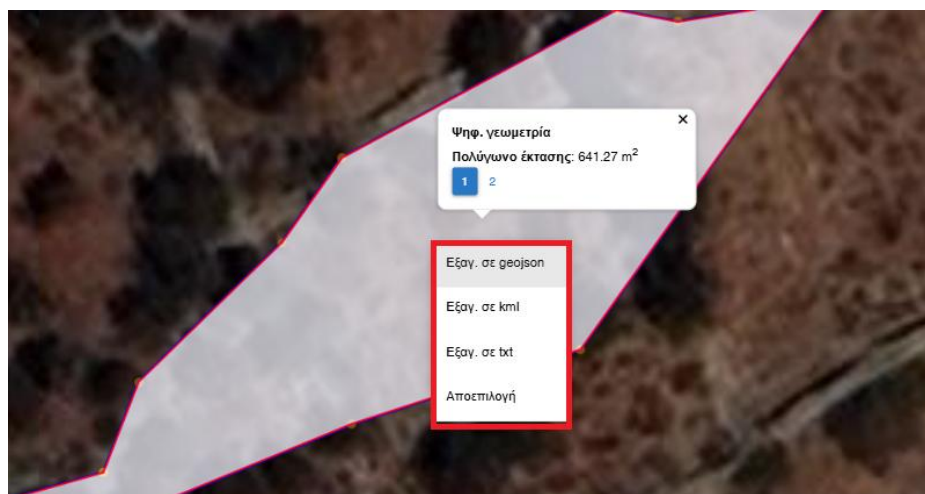 Ψηφ. γεωμετρία
Πολύγωνο έκτασης: 641.27 m²
1 2
Εξαγ. σε geojson
Εξαγ. σε kml
Εξαγ. σε txt
Αποεπιλογή